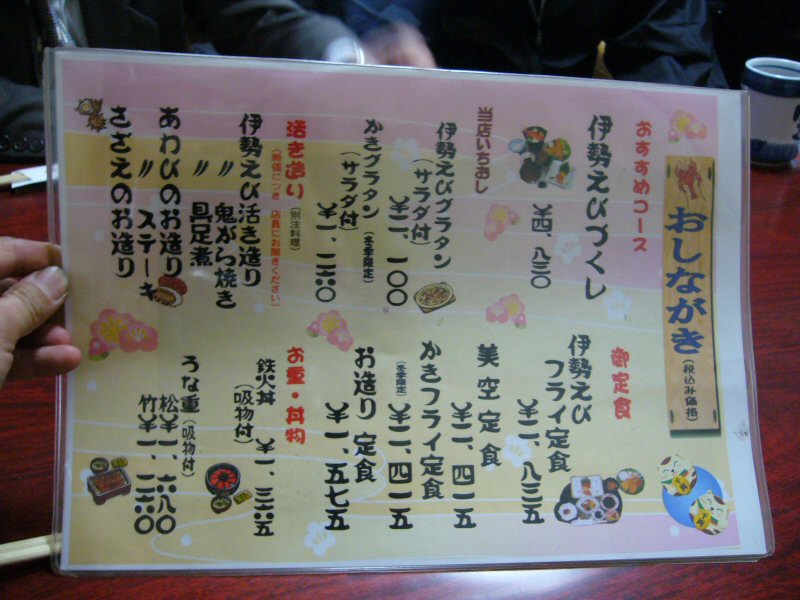 おしながき
(税込み価格)
おすすめコース
伊勢えびづくし
¥四、八三〇
当店いちおし
伊勢えびグラタン
(サラダ付)
¥二、一〇〇
かきグラタン (冬季限定)
(サラダ付)
¥一、二六〇
活き造り (別注料理)
(時価につき 店員にお聞きください)
伊勢えび活き造り
〃 鬼がら焼き
〃 具足煮
あわびのお造り
〃 ステーキ
さざえのお造り
御定食
伊勢えび
フライ定食
¥二、八三五
美空定食
¥二、四一五
かきフライ定食
(冬季限定) ¥二、四一五
お造り定食
¥一、五七五
お重・丼物
鉄火丼 ¥一、三六五
(吸物付)
うな重 (吸物付)
松¥一、六八〇
竹¥一、二六〇